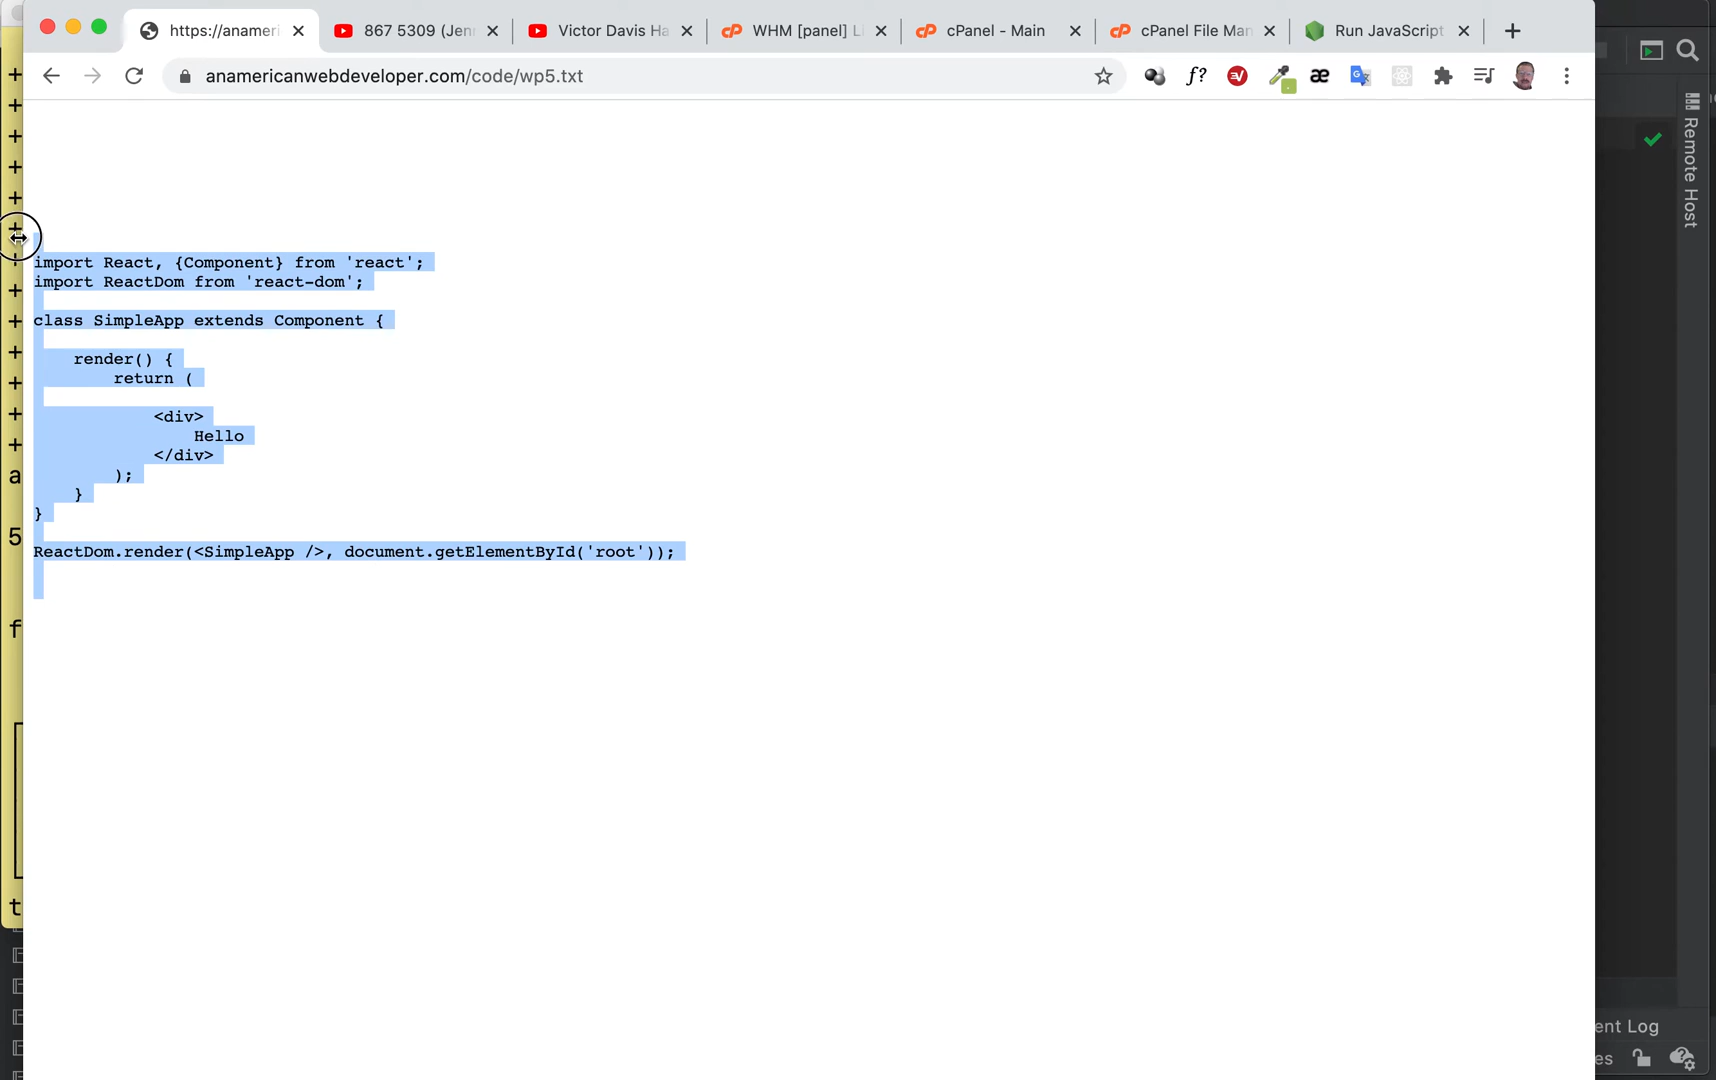 https://anameri
867 5309 (Jenn
Victor Davis Ha
WHM [panel] L
cPanel - Main
cPanel File Man
Run JavaScript
anamericanwebdeveloper.com/code/wp5.txt
f?
æ
Remote Host
import React, {Component} from 'react';
import ReactDom from 'react-dom';
class SimpleApp extends Component {
render() {
return (
<div>
Hello
</div>
);
}
}
ReactDom.render(<SimpleApp />, document.getElementById('root'));
+
+
+
+
+
+
+
+
+
+
+
+
a
5
f
t
ent Log
es